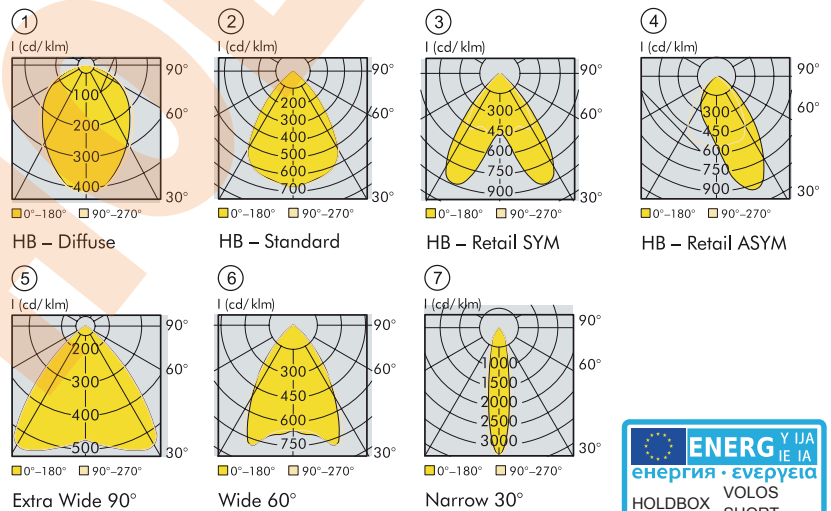 1 2 3 4
I (cd/ klm) I (cd/ klm) I (cd/ klm) I (cd/ klm)
90° 90° 90° 90°
100 200 300 300
60° 60° 60° 60°
200 300 450 450
400 600 600
300 500
600 750 750
400 700 900 900
30° 30° 30° 30°
0°–180° 90°–270° 0°–180° 90°–270° 0°–180° 90°–270° 0°–180° 90°–270°
HB – Diffuse HB – Standard HB – Retail SYM HB – Retail ASYM
5 6 7
I (cd/ klm) I (cd/ klm) I (cd/ klm)
90° 90° 90°
200
300 1000
60° 60° 60°
300 450 1500
2000
400 600 2500
500 750 3000
30° 30° 30°
0°–180° 90°–270° 0°–180° 90°–270° 0°–180° 90°–270°
Extra Wide 90° Wide 60° Narrow 30°
ENERG Y IJA
IE IA
енергия · ενεργεια
HOLDBOX VOLOS